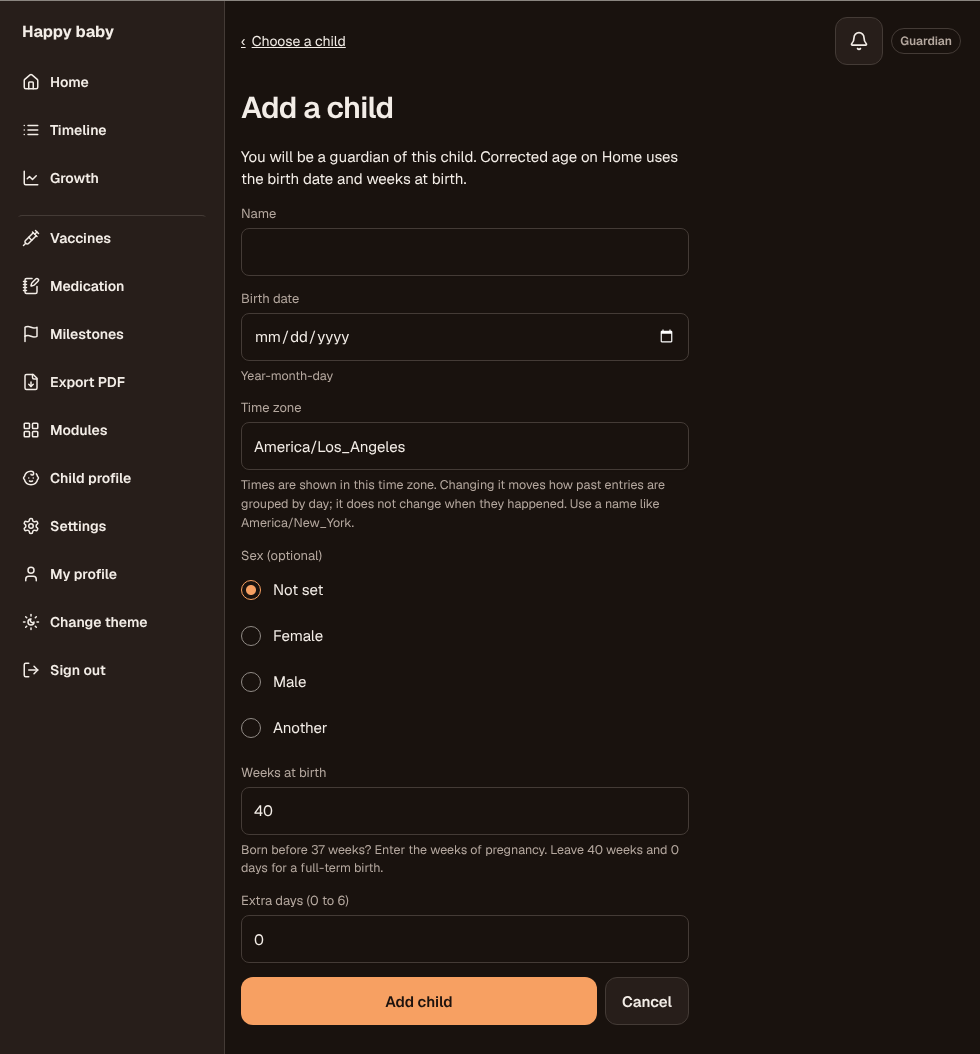 Happy baby
Home
Timeline
Growth
Vaccines
Medication
Milestones
Export PDF
Modules
Child profile
Settings
My profile
Change theme
Sign out
‹ Choose a child
Guardian
Add a child
You will be a guardian of this child. Corrected age on Home uses
the birth date and weeks at birth.
Name
Birth date
mm/dd/yyyy
Year-month-day
Time zone
America/Los_Angeles
Times are shown in this time zone. Changing it moves how past entries are
grouped by day; it does not change when they happened. Use a name like
America/New_York.
Sex (optional)
Not set
Female
Male
Another
Weeks at birth
40
Born before 37 weeks? Enter the weeks of pregnancy. Leave 40 weeks and 0
days for a full-term birth.
Extra days (0 to 6)
0
Add child
Cancel